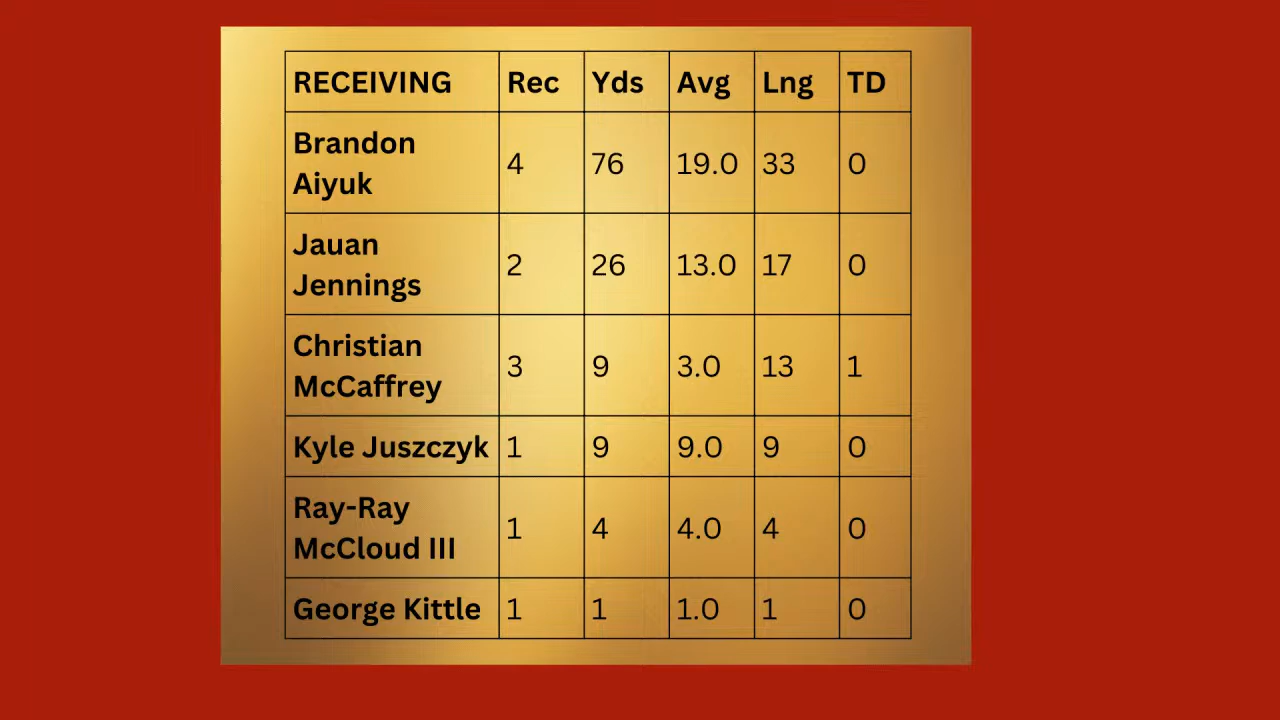 RECEIVING Rec Yds Avg Lng TD
Brandon
Aiyuk 4 76 19.0 33 0
Jauan
Jennings 2 26 13.0 17 0
Christian
McCaffrey 3 9 3.0 13 1
Kyle Juszczyk 1 9 9.0 9 0
Ray-Ray
McCloud III 1 4 4.0 4 0
George Kittle 1 1 1.0 1 0